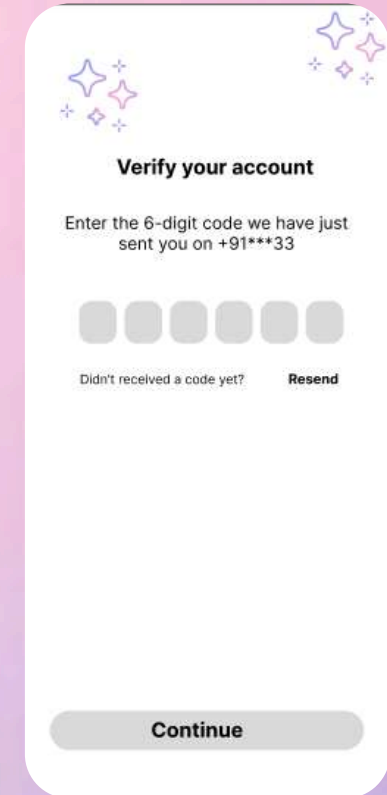 Verify your account
Enter the 6-digit code we have just
sent you on +91***33
Didn't received a code yet? Resend
Continue